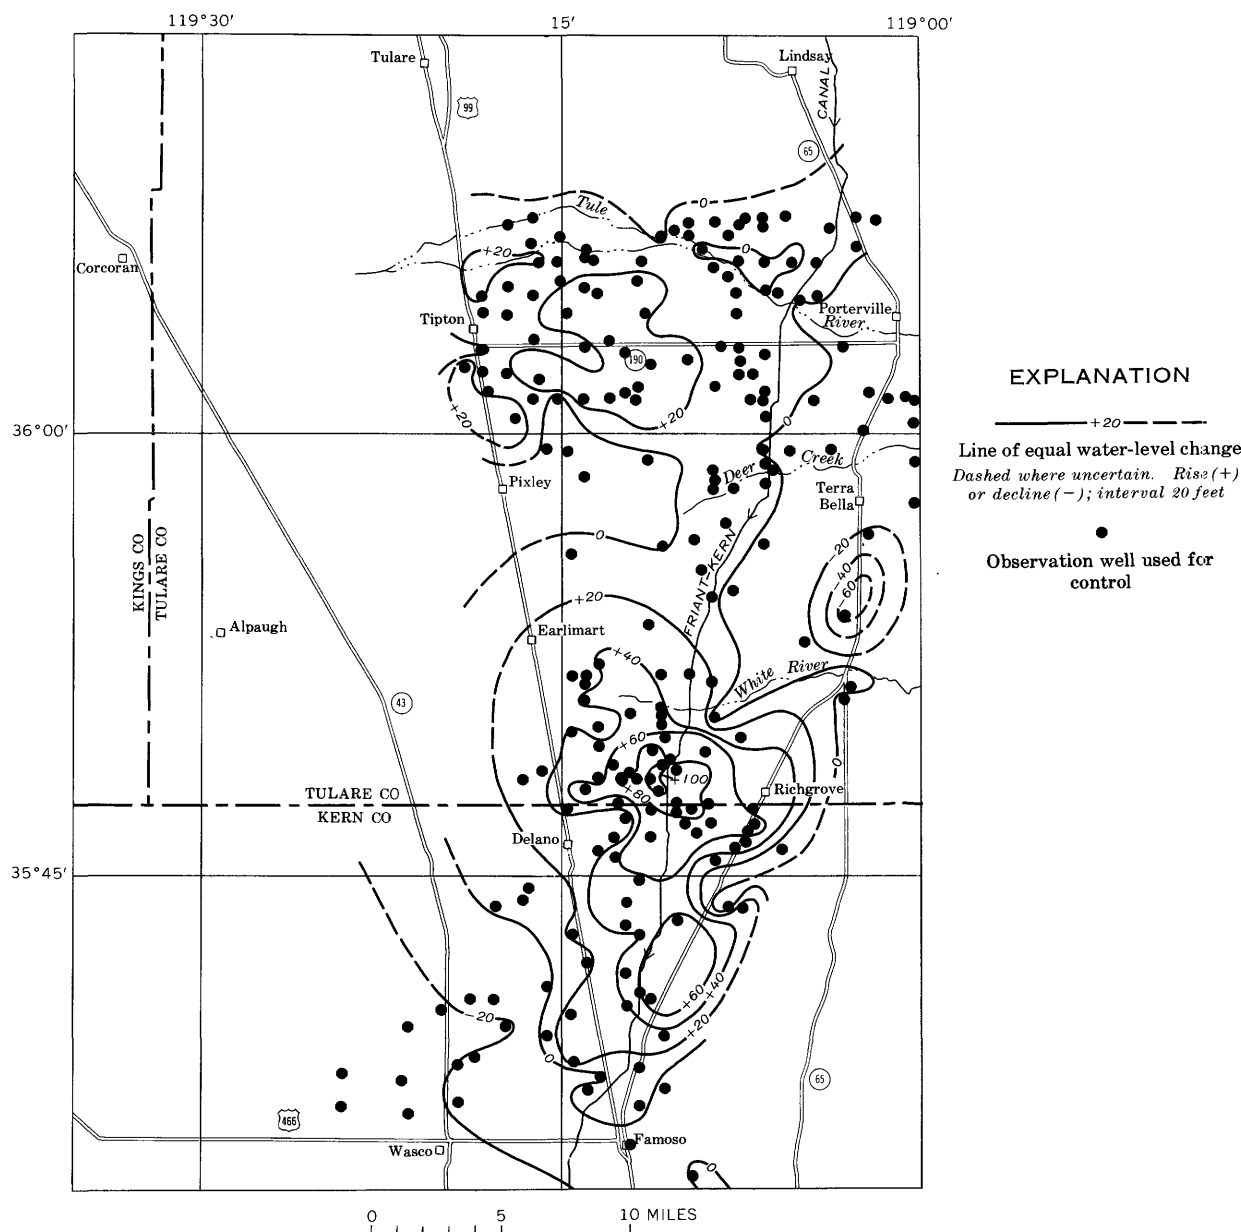 119°30′
15′
119°00′
Tulare
Lindsay
CANAL
99
65
0
Tule
+20
0
Corcoran
Tipton
Porterville
River
190
+20
+20
0
36°00′
Deer Creek
Pixley
Terra
Bella
0
-20
-40
-60
KINGS CO
TULARE CO
FRIANT-KERN
+20
Alpaugh
Earlimart
+40
White River
43
+60
+100
0
+80
Richgrove
TULARE CO
KERN CO
Delano
35°45′
+60
+40
-20
+20
0
65
466
Wasco
Famoso
0
0 5 10 MILES
EXPLANATION
+20
Line of equal water-level change
Dashed where uncertain. Rise (+)
or decline (−); interval 20 feet
Observation well used for
control